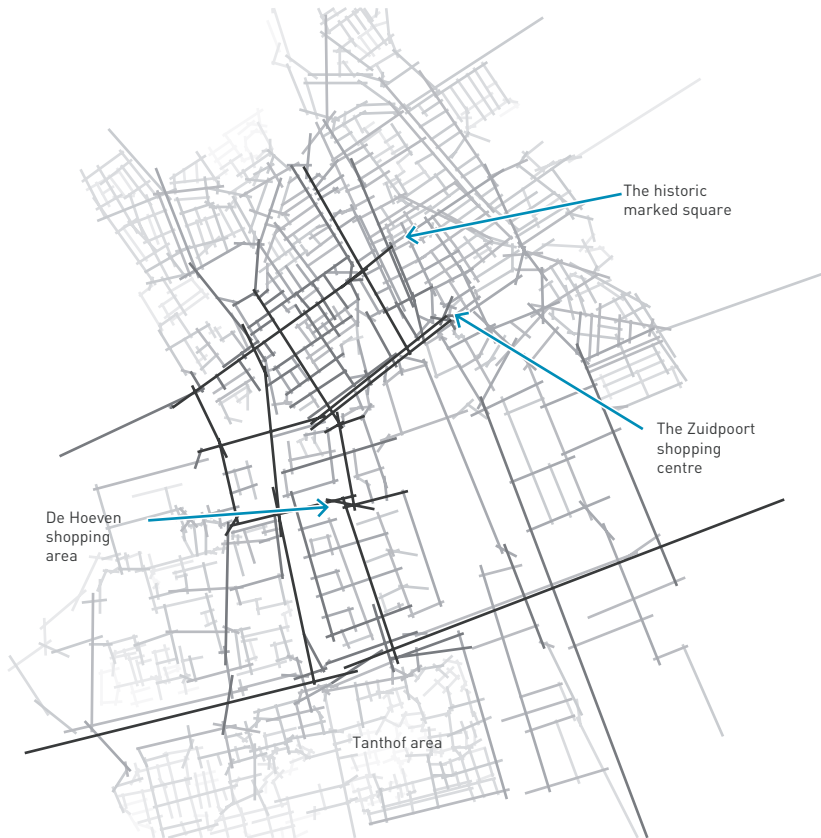 The historic
marked square
The Zuidpoort
shopping
centre
De Hoeven
shopping
area
Tanthof area